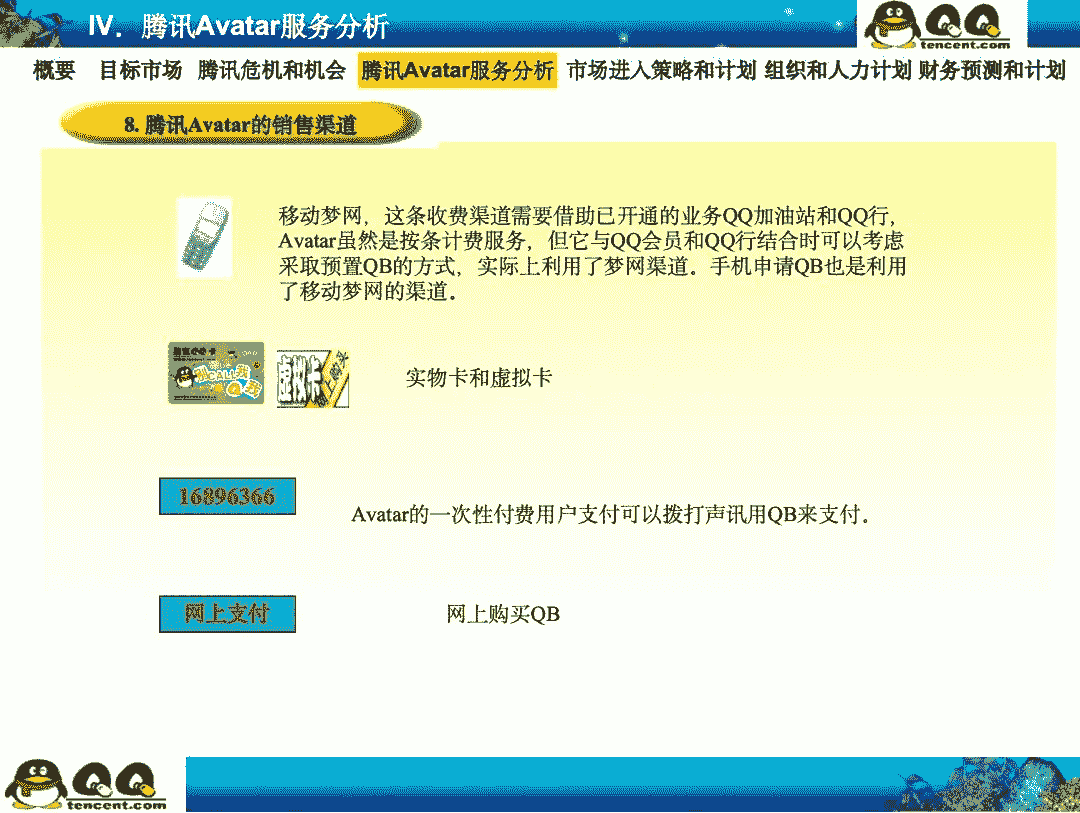 IV．腾讯Avatar服务分析
QQ
tencent.com
概要 目标市场 腾讯危机和机会 腾讯Avatar服务分析 市场进入策略和计划 组织和人力计划 财务预测和计划
8. 腾讯Avatar的销售渠道
移动梦网，这条收费渠道需要借助已开通的业务QQ加油站和QQ行，
Avatar虽然是按条计费服务，但它与QQ会员和QQ行结合时可以考虑
采取预置QB的方式，实际上利用了梦网渠道。手机申请QB也是利用
了移动梦网的渠道。
虚拟卡
实物卡和虚拟卡
16896366
Avatar的一次性付费用户支付可以拨打声讯用QB来支付。
网上支付
网上购买QB
QQ
tencent.com